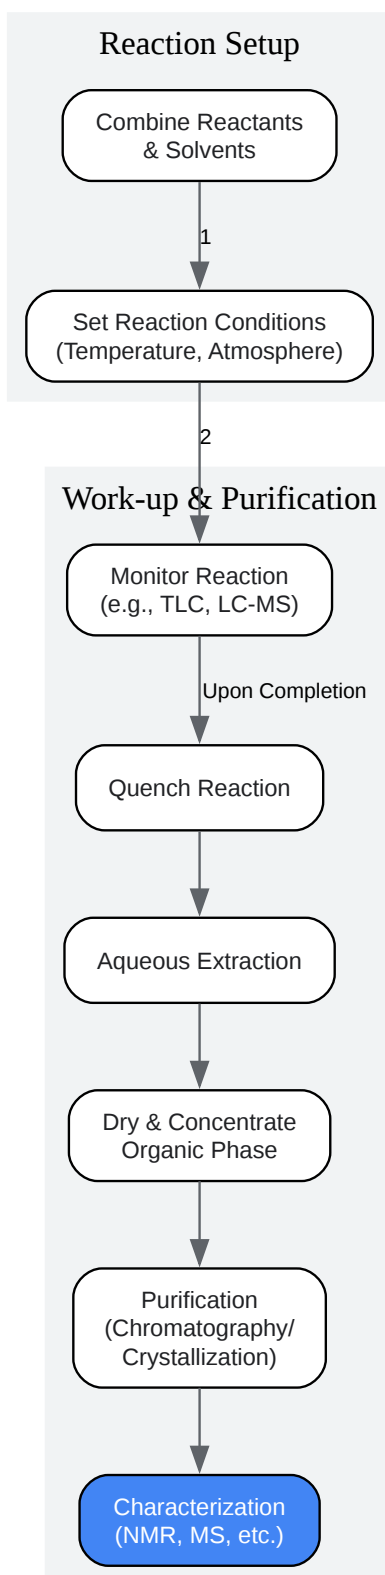 Reaction Setup
Combine Reactants
& Solvents
1
Set Reaction Conditions
(Temperature, Atmosphere)
2
Work-up & Purification
Monitor Reaction
(e.g., TLC, LC-MS)
Upon Completion
Quench Reaction
Aqueous Extraction
Dry & Concentrate
Organic Phase
Purification
(Chromatography/
Crystallization)
Characterization
(NMR, MS, etc.)